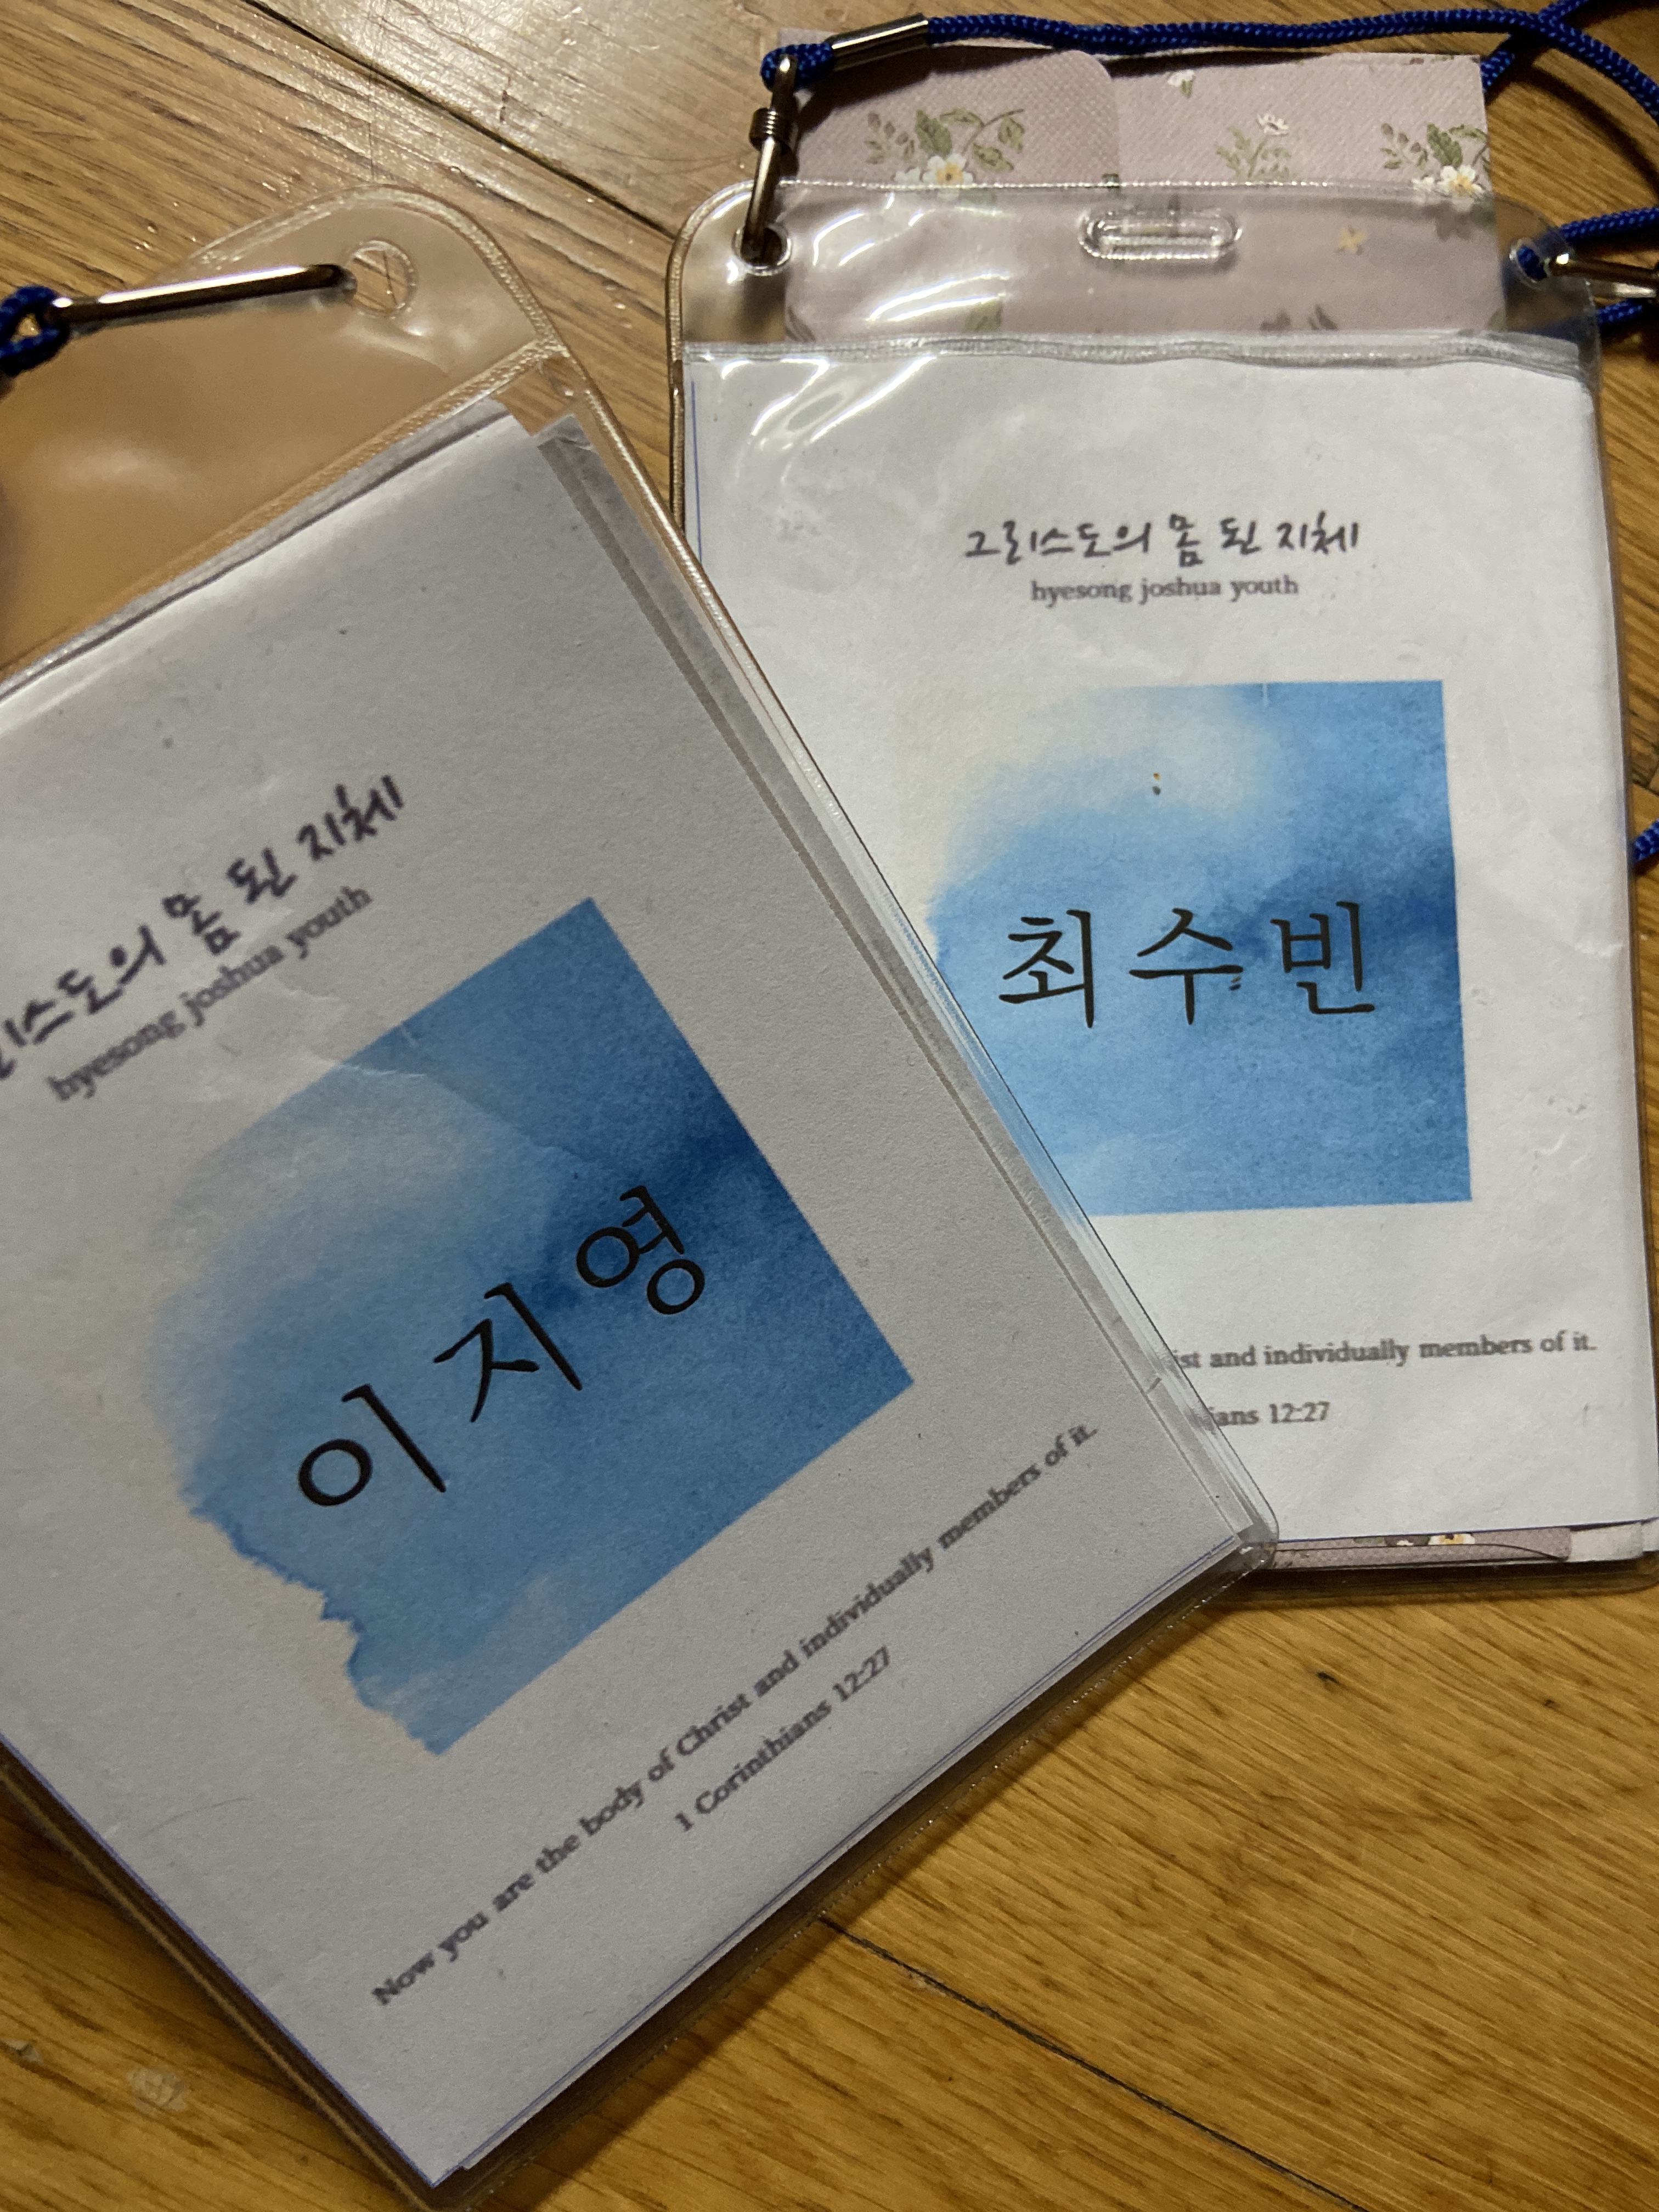 그리스도의 몸 된 지체
hyesong joshua youth
최수빈
and individually members of it.
12:27
리스도의 몸 된 지체
hyesong joshua youth
이지영
Now you are the body of Christ and individually members of it.
1 Corinthians 12:27